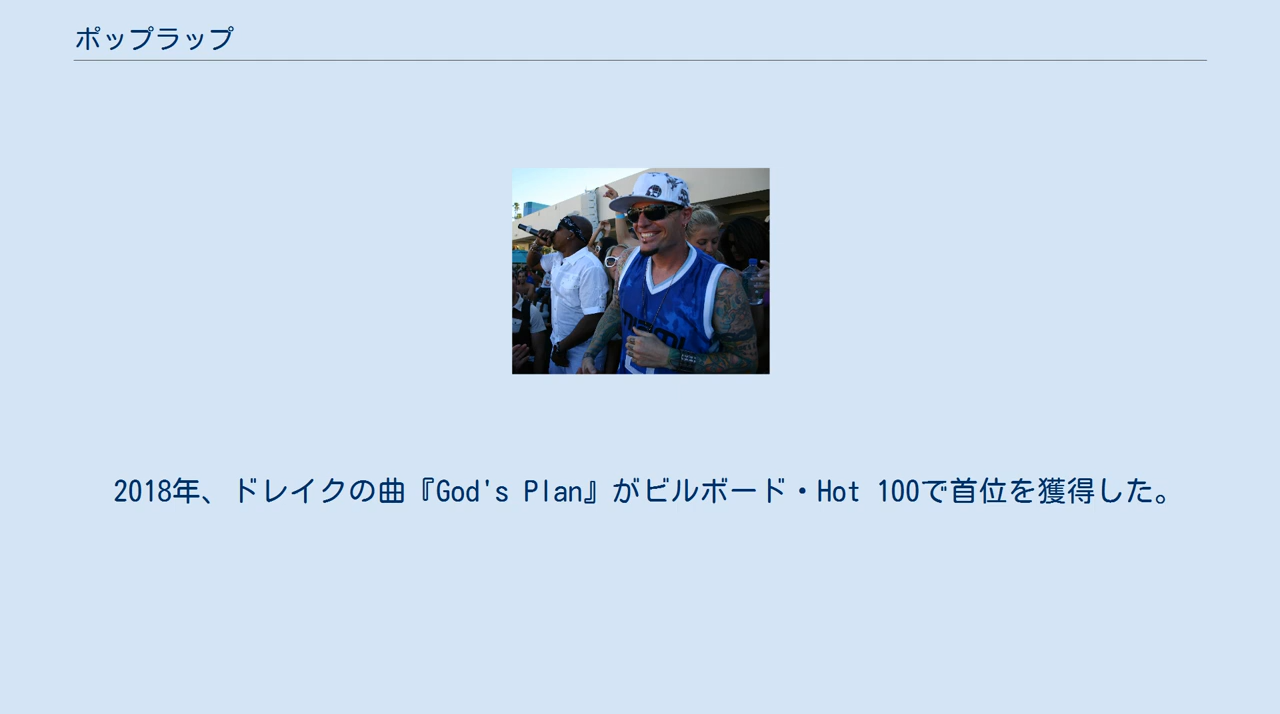 ポップラップ
2018年、ドレイクの曲『God's Plan』がビルボード・Hot 100で首位を獲得した。